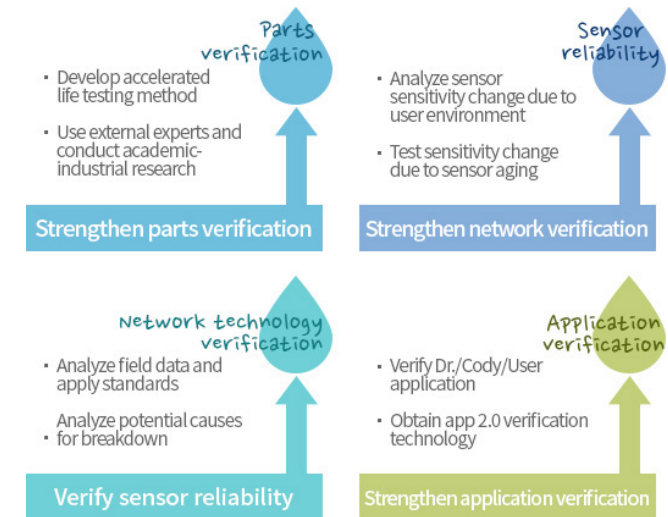 Parts
verification
· Develop accelerated
life testing method
· Use external experts and
conduct academic-
industrial research
Strengthen parts verification
Sensor
reliability
· Analyze sensor
sensitivity change due to
user environment
· Test sensitivity change
due to sensor aging
Strengthen network verification
Network technology
verification
· Analyze field data and
apply standards
Analyze potential causes
· for breakdown
Verify sensor reliability
Application
verification
· Verify Dr./Cody/User
application
· Obtain app 2.0 verification
technology
Strengthen application verification